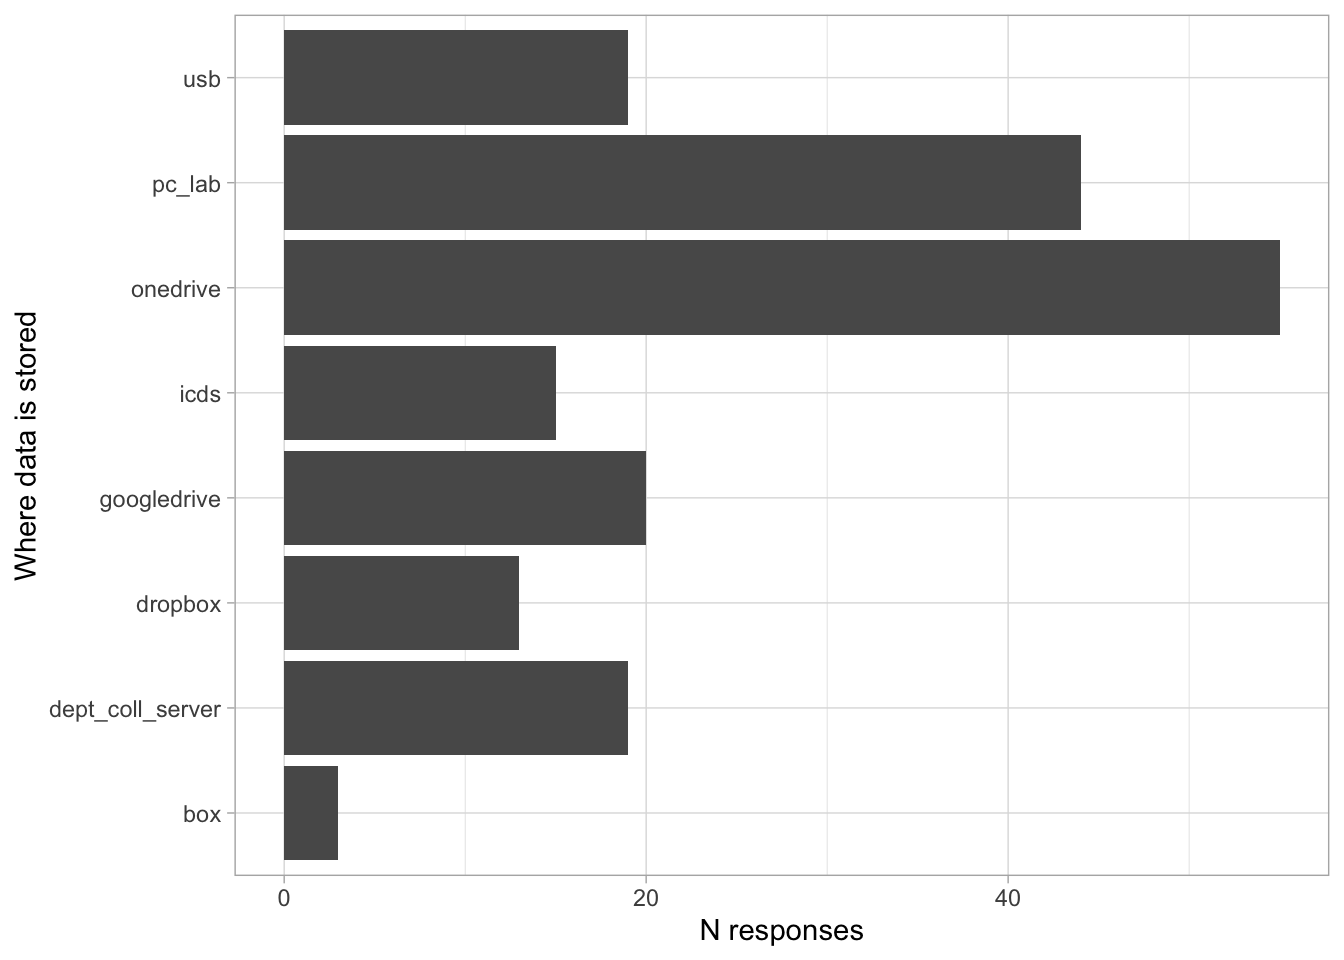 Where data is stored
usb
pc_lab
onedrive
icds
googledrive
dropbox
dept_coll_server
box
0 20 40
N responses